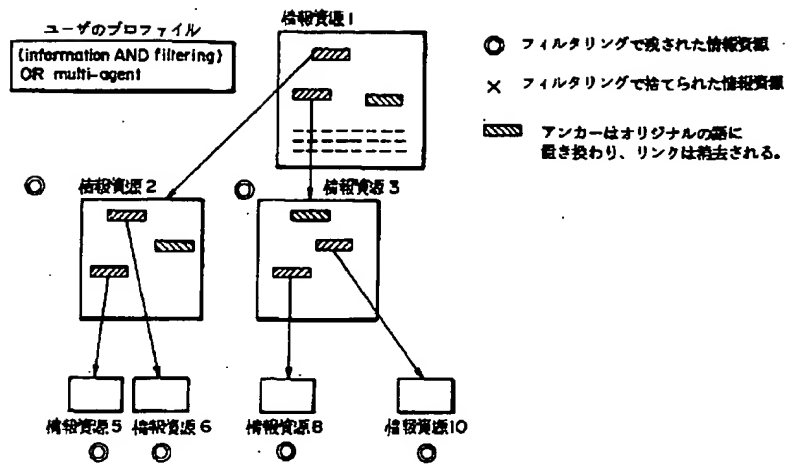 ユーザのプロファイル
(information AND filtering)
OR multi-agent
情報資源1
◎ フィルタリングで残された情報資源
× フィルタリングで捨てられた情報資源
アンカーはオリジナルの語に
置き換わり、リンクは消去される。
◎ 情報資源2
◎ 情報資源3
情報資源5
情報資源6
情報資源8
情報資源10
◎
◎
◎
◎